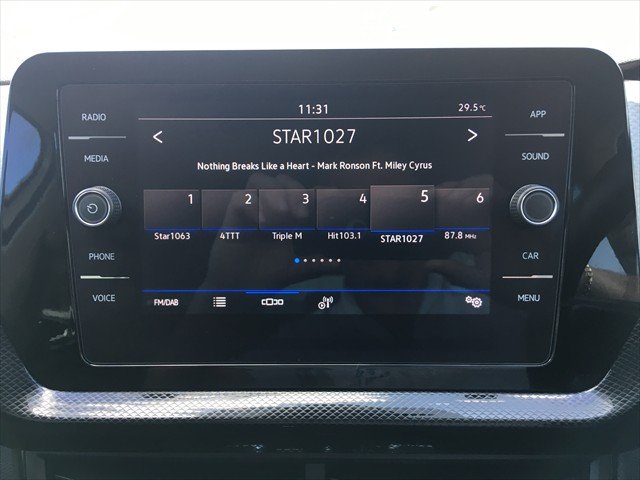 11:31 29.5 °C
RADIO < STAR1027 > APP
MEDIA SOUND
Nothing Breaks Like a Heart - Mark Ronson Ft. Miley Cyrus
1 2 3 4 5 6
Star1063 4TTT Triple M Hit103.1 STAR1027 87.8 MHz
PHONE CAR
VOICE FM/DAB MENU